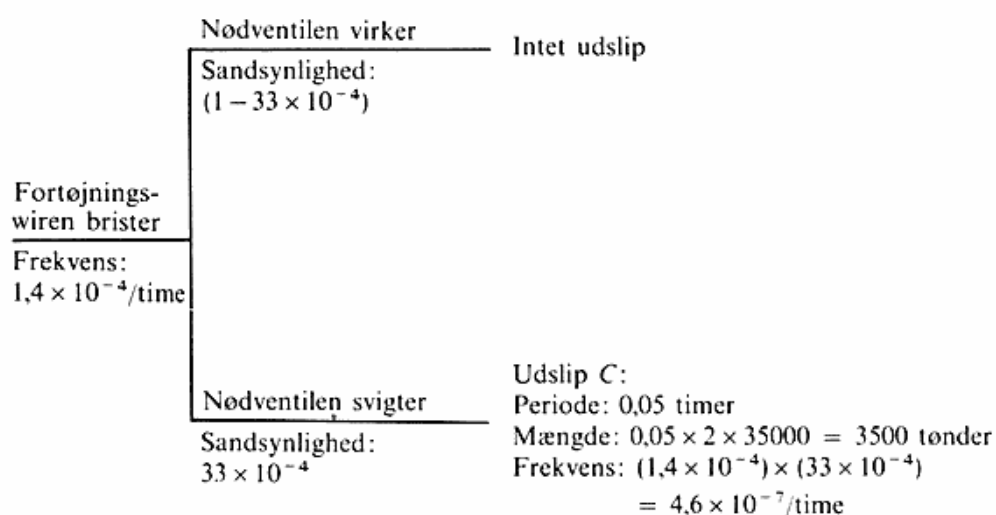 Nødventilen virker
Intet udslip
Sandsynlighed:
(1 − 33 × 10⁻⁴)
Fortøjnings-
wiren brister
Frekvens:
1,4 × 10⁻⁴/time
Nødventilen svigter
Sandsynlighed:
33 × 10⁻⁴
Udslip C:
Periode: 0,05 timer
Mængde: 0,05 × 2 × 35000 = 3500 tønder
Frekvens: (1,4 × 10⁻⁴) × (33 × 10⁻⁴)
= 4,6 × 10⁻⁷/time